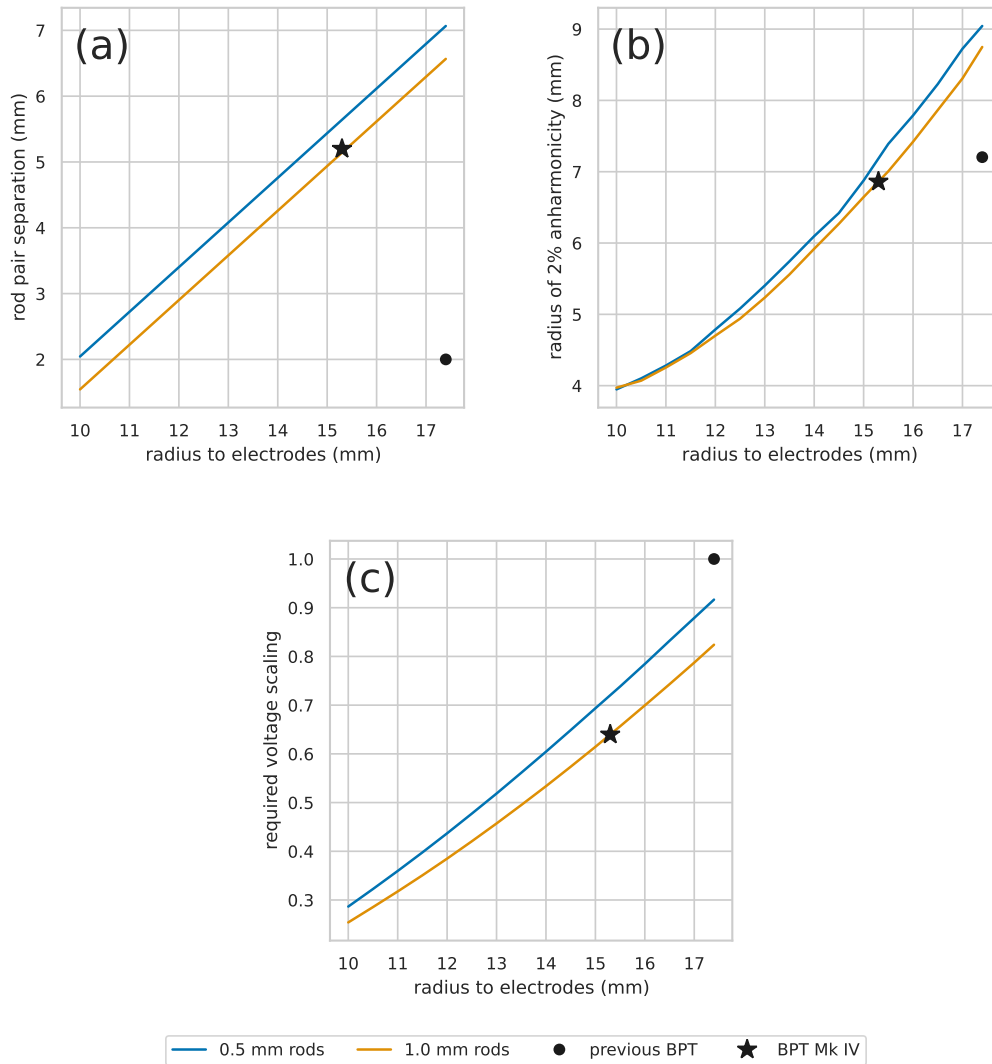 (a)
rod pair separation (mm)
7
6
5
4
3
2
10 11 12 13 14 15 16 17
radius to electrodes (mm)
(b)
radius of 2% anharmonicity (mm)
9
8
7
6
5
4
10 11 12 13 14 15 16 17
radius to electrodes (mm)
(c)
required voltage scaling
1.0
0.9
0.8
0.7
0.6
0.5
0.4
0.3
10 11 12 13 14 15 16 17
radius to electrodes (mm)
0.5 mm rods 1.0 mm rods previous BPT BPT Mk IV